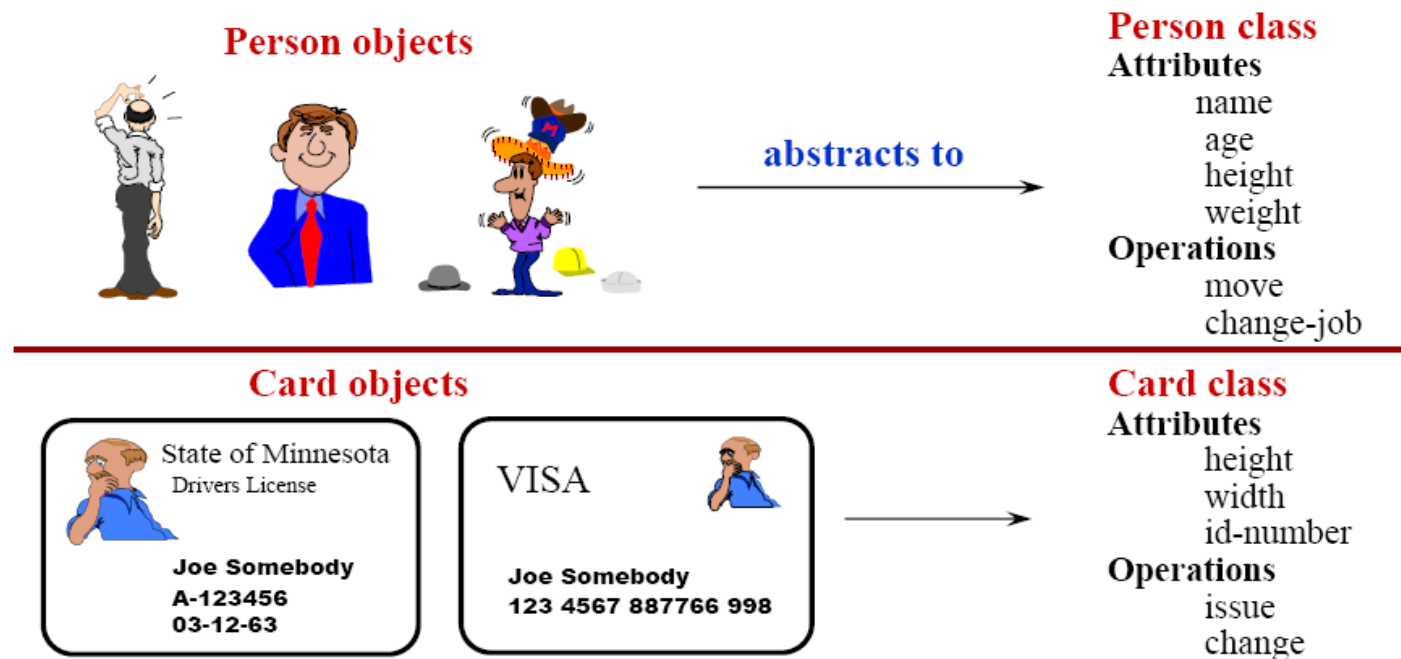 Person objects
abstracts to
Person class
Attributes
name
age
height
weight
Operations
move
change-job
M
Card objects
State of Minnesota
Drivers License
Joe Somebody
A-123456
03-12-63
VISA
Joe Somebody
123 4567 887766 998
Card class
Attributes
height
width
id-number
Operations
issue
change